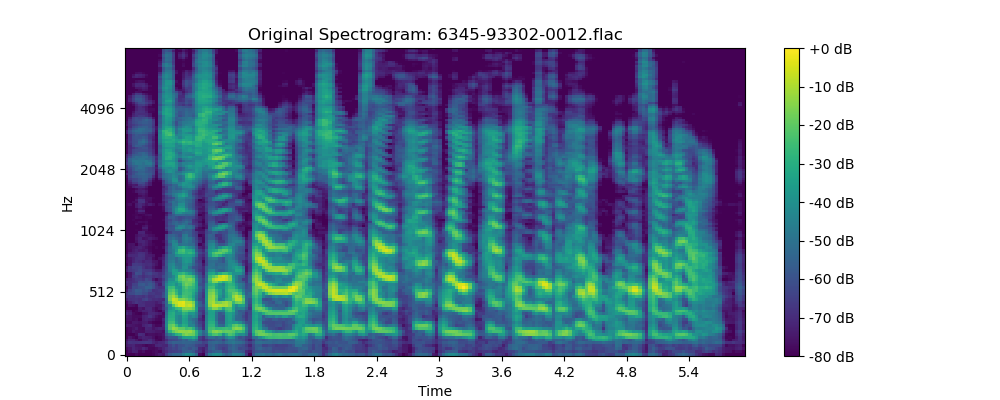 Original Spectrogram: 6345-93302-0012.flac
Hz
4096
2048
1024
512
0
0 0.6 1.2 1.8 2.4 3 3.6 4.2 4.8 5.4
Time
+0 dB
-10 dB
-20 dB
-30 dB
-40 dB
-50 dB
-60 dB
-70 dB
-80 dB